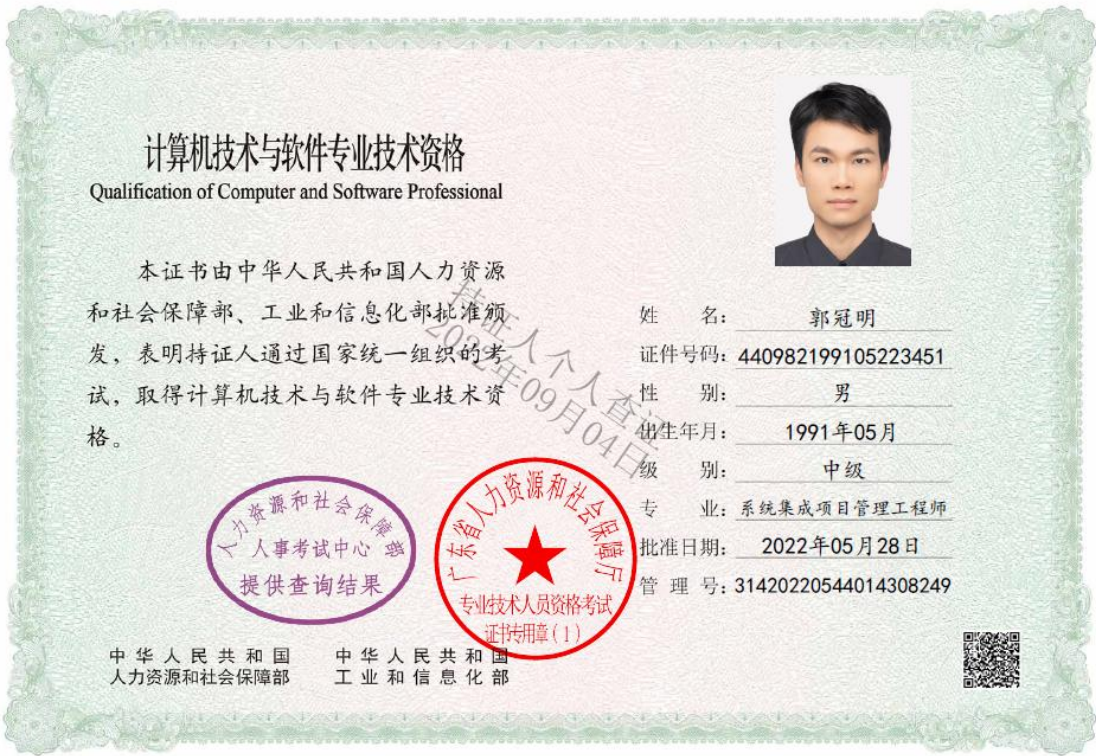 计算机技术与软件专业技术资格
Qualification of Computer and Software Professional
本证书由中华人民共和国人力资源
和社会保障部、工业和信息化部批准颁
发，表明持证人通过国家统一组织的考
试，取得计算机技术与软件专业技术资
格。
持证人个人查证
2022年09月04日
姓 名： 郭冠明
证件号码： 440982199105223451
性 别： 男
出生年月： 1991年05月
级 别： 中级
专 业： 系统集成项目管理工程师
批准日期： 2022年05月28日
管 理 号： 31420220544014308249
人力资源和社会保障部
人事考试中心
提供查询结果
广东省人力资源和社会保障厅
专业技术人员资格考试
证书专用章（1）
中华人民共和国
人力资源和社会保障部
中华人民共和国
工业和信息化部